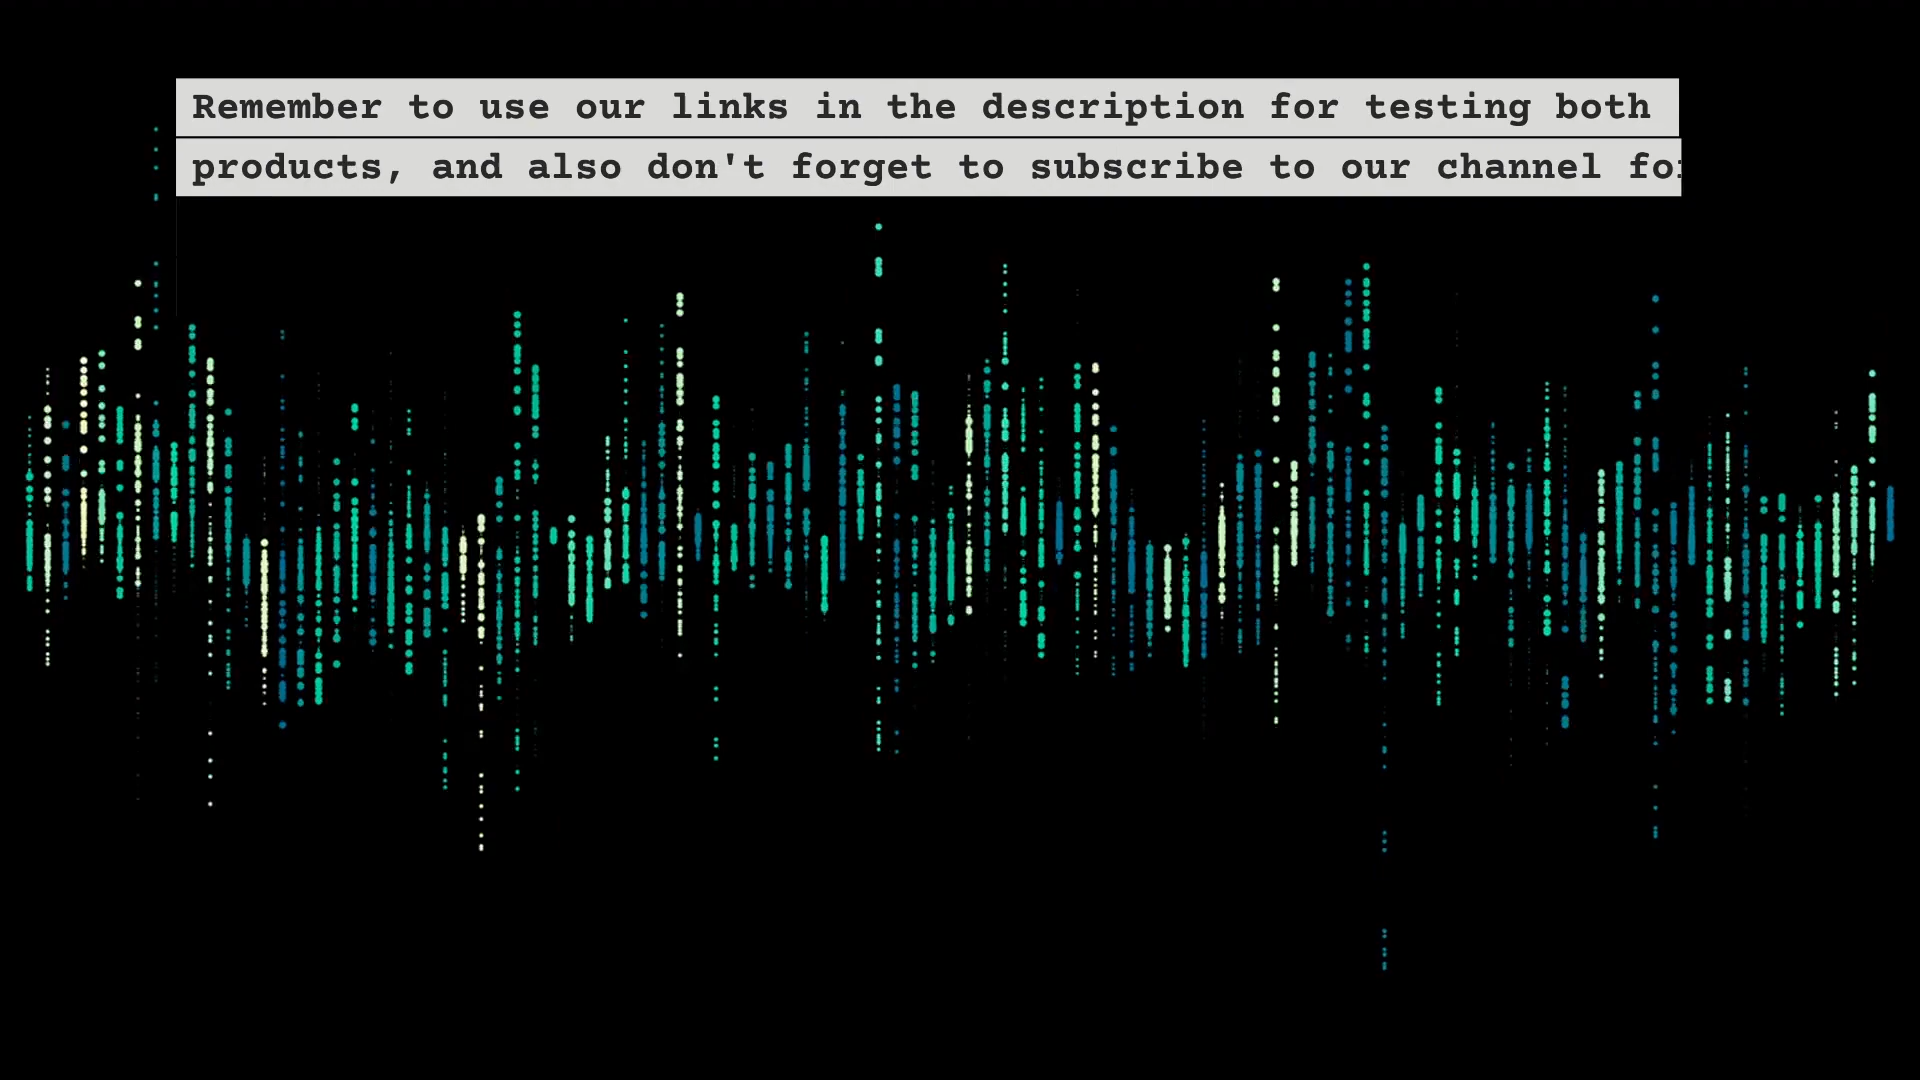 Remember to use our links in the description for testing both
products, and also don't forget to subscribe to our channel for